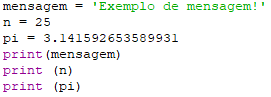 mensagem = 'Exemplo de mensagem!'
n = 25
pi = 3.141592653589931
print(mensagem)
print (n)
print (pi)